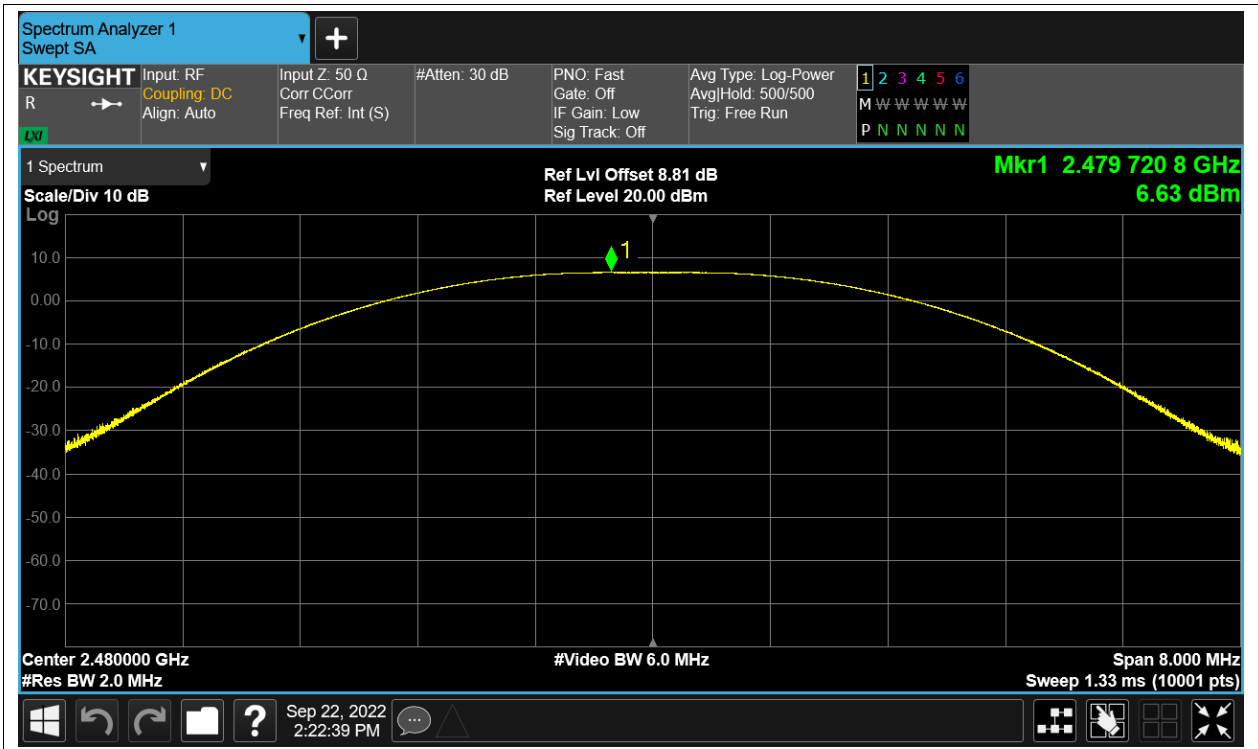 Spectrum Analyzer 1
Swept SA
KEYSIGHT
R
LXI
Input: RF
Coupling: DC
Align: Auto
Input Z: 50 Ω
Corr CCorr
Freq Ref: Int (S)
#Atten: 30 dB
PNO: Fast
Gate: Off
IF Gain: Low
Sig Track: Off
Avg Type: Log-Power
Avg|Hold: 500/500
Trig: Free Run
1 2 3 4 5 6
M W W W W W W
P N N N N N
1 Spectrum
Scale/Div 10 dB
Log
Ref Lvl Offset 8.81 dB
Ref Level 20.00 dBm
Mkr1 2.479 720 8 GHz
6.63 dBm
1
10.0
0.00
-10.0
-20.0
-30.0
-40.0
-50.0
-60.0
-70.0
Center 2.480000 GHz
#Res BW 2.0 MHz
#Video BW 6.0 MHz
Span 8.000 MHz
Sweep 1.33 ms (10001 pts)
?
Sep 22, 2022
2:22:39 PM